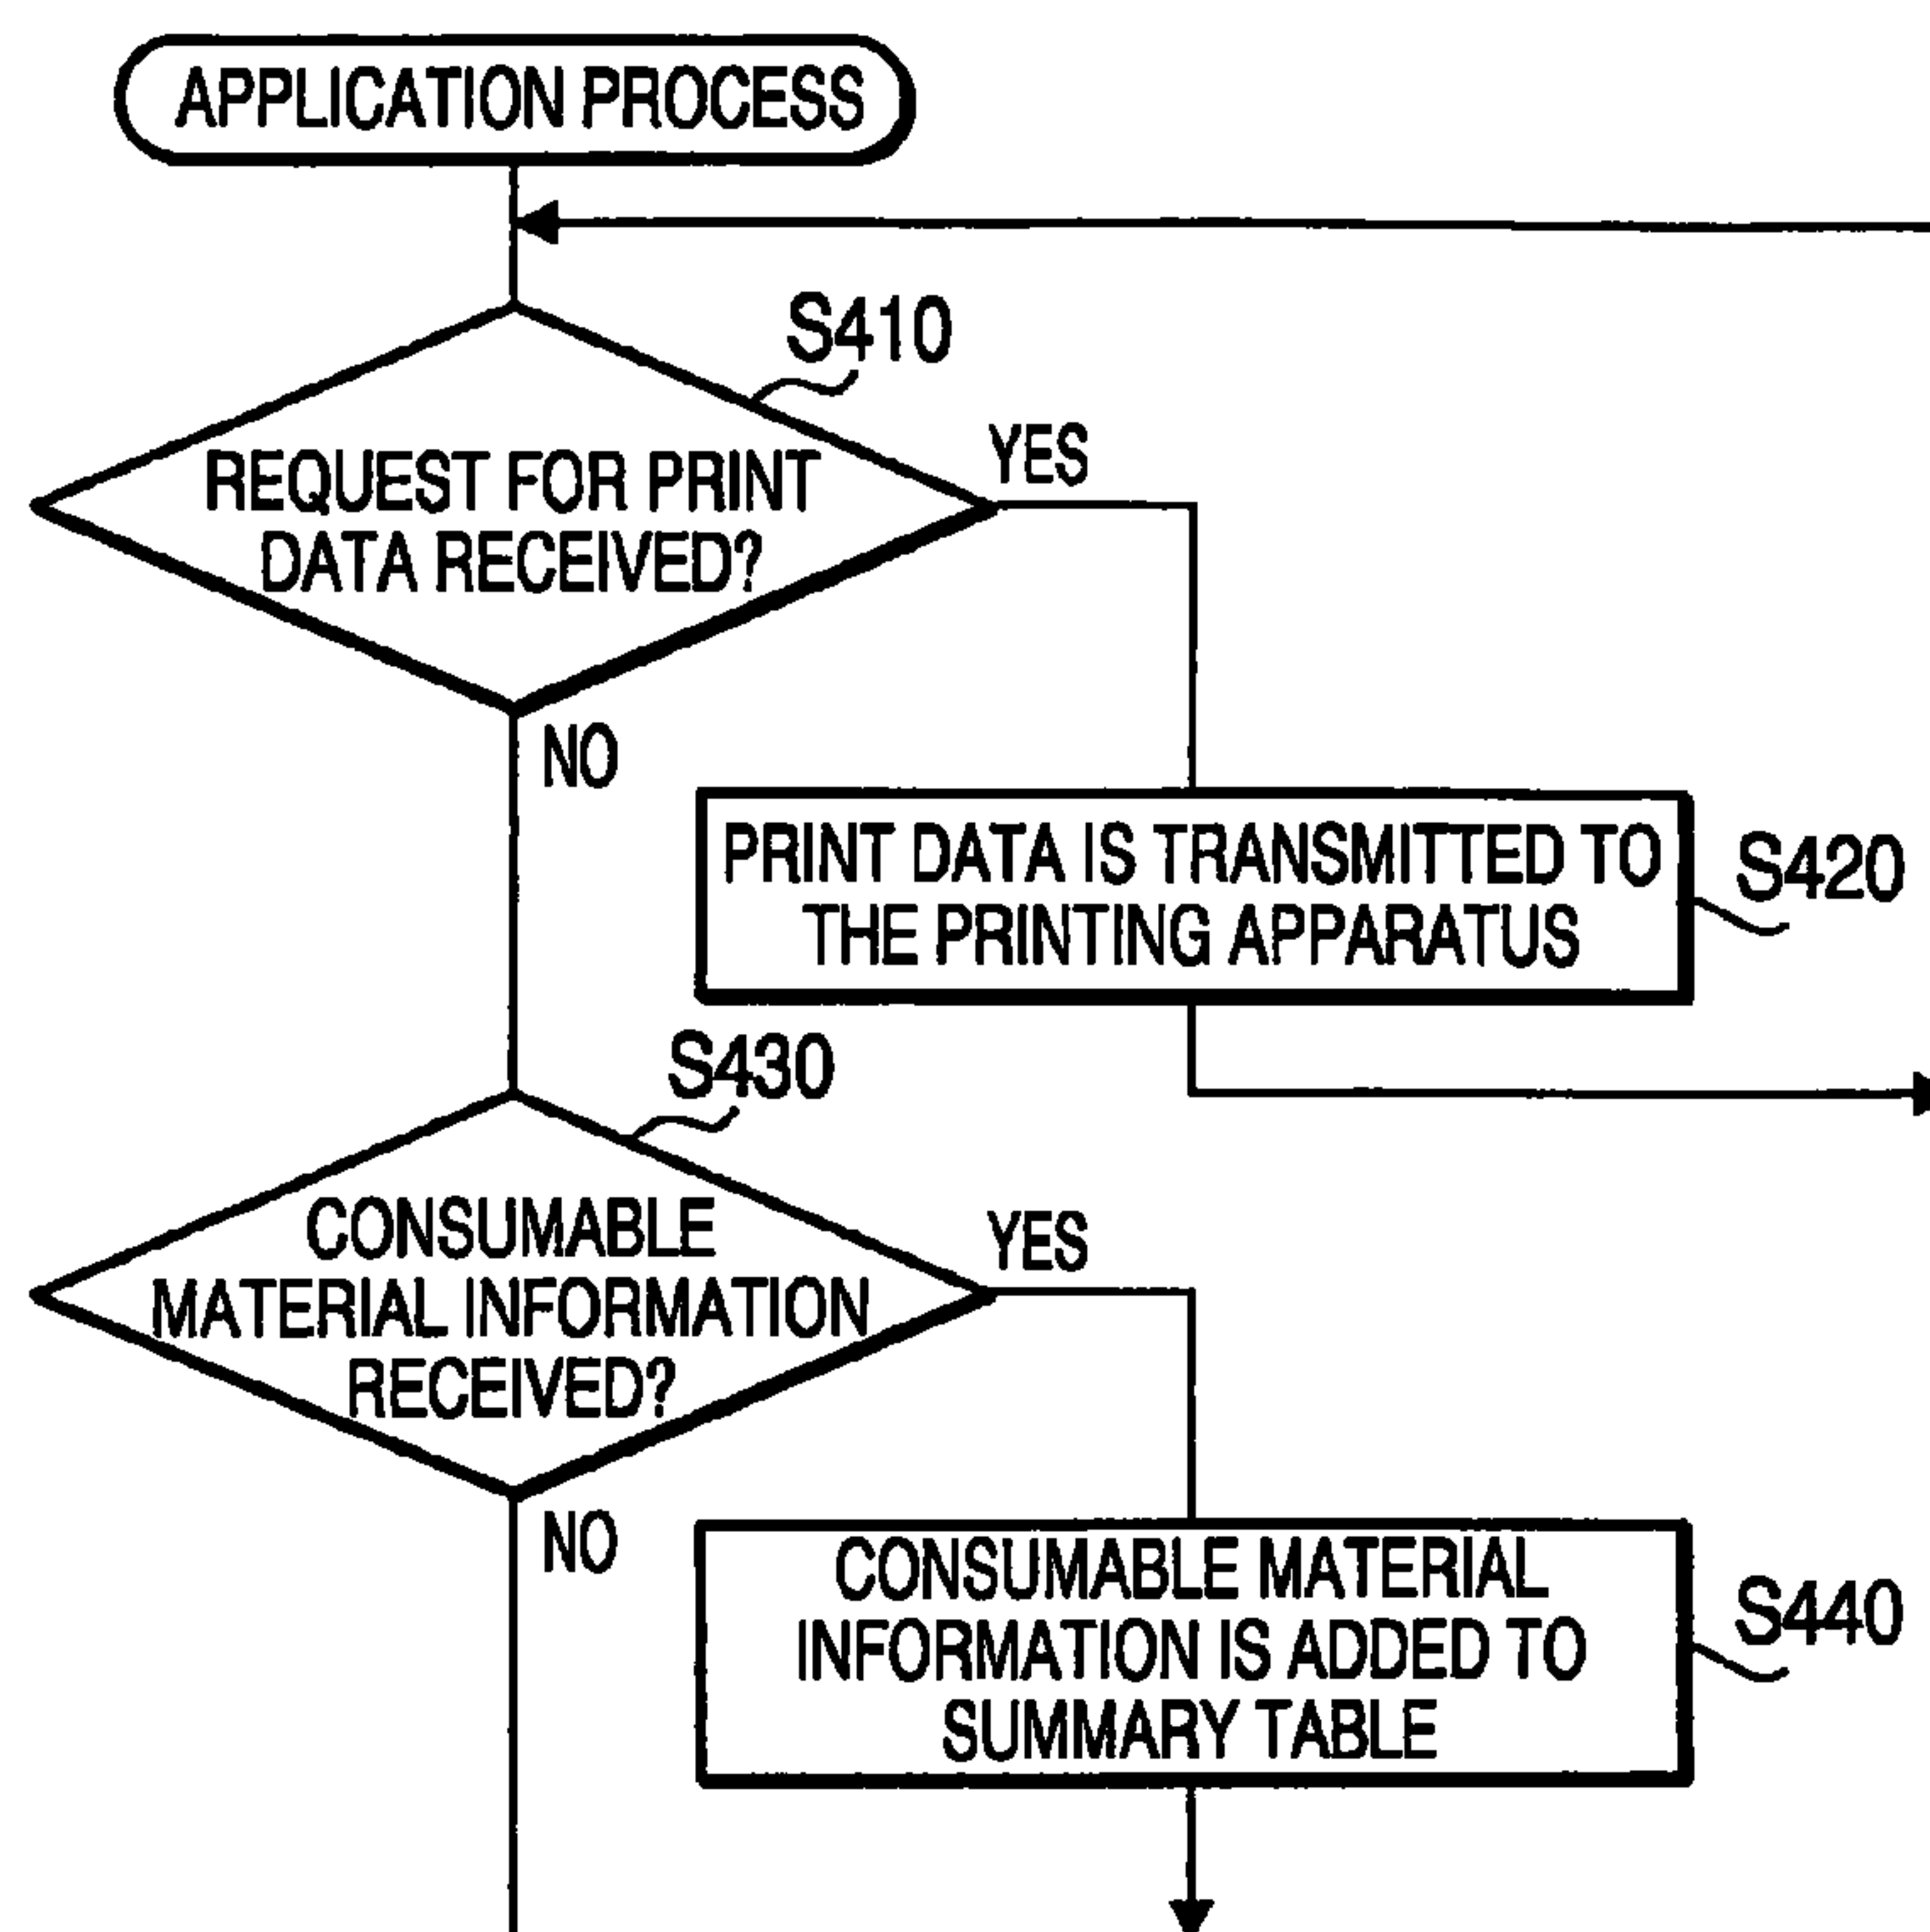 APPLICATION PROCESS
S410
REQUEST FOR PRINT
DATA RECEIVED?
YES
NO
PRINT DATA IS TRANSMITTED TO
THE PRINTING APPARATUS
S420
S430
CONSUMABLE
MATERIAL INFORMATION
RECEIVED?
YES
NO
CONSUMABLE MATERIAL
INFORMATION IS ADDED TO
SUMMARY TABLE
S440